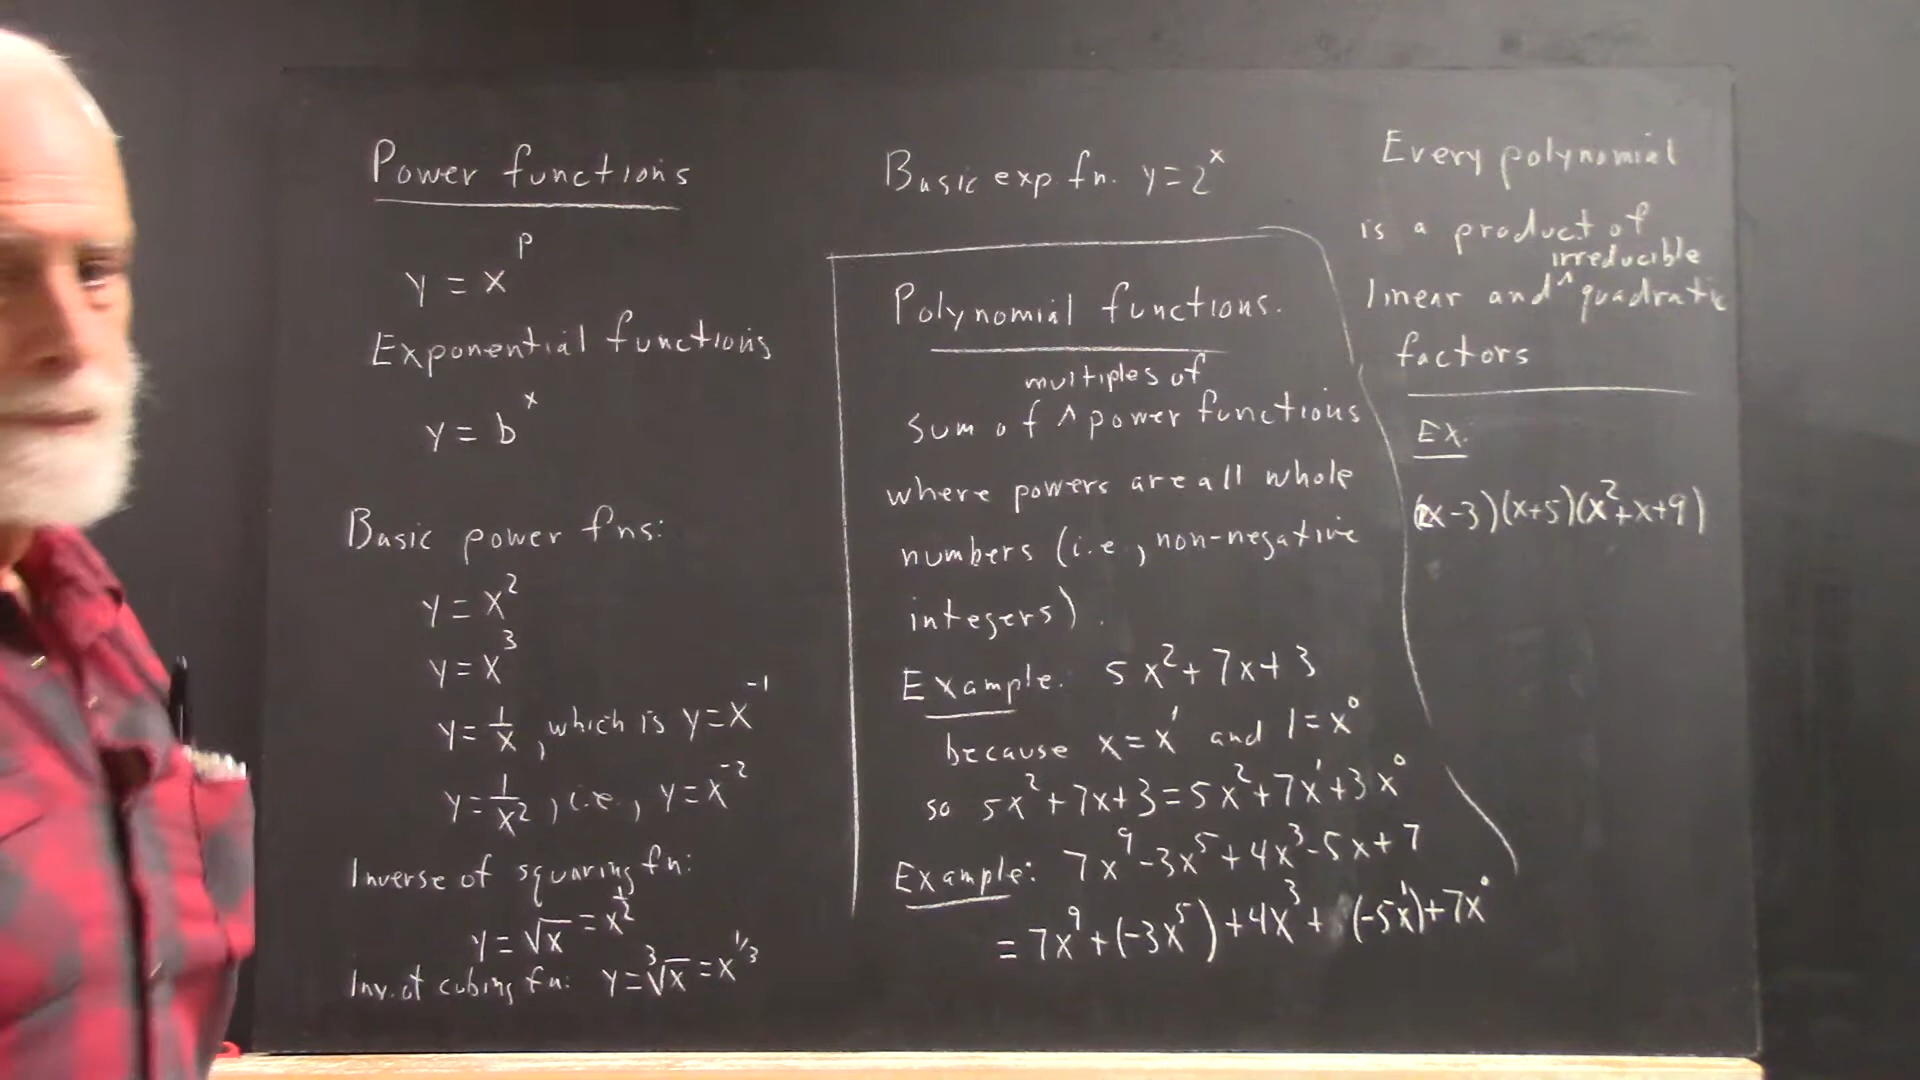 Power functions
y = x^p
Exponential functions
y = b^x
Basic power fns:
y = x^2
y = x^3
y = 1/x, which is y = x^-1
y = 1/x^2, i.e., y = x^-2
Inverse of squaring fn:
y = √x = x^1/2
Inv. of cubing fn: y = ∛x = x^1/3
Basic exp. fn. y = 2^x
Polynomial functions.
multiples of
sum of ^ power functions
where powers are all whole
numbers (i.e., non-negative
integers).
Example: 5x^2 + 7x + 3
because x = x^1 and 1 = x^0
so 5x^2 + 7x + 3 = 5x^2 + 7x^1 + 3x^0
Example: 7x^9 - 3x^5 + 4x^3 - 5x + 7
= 7x^9 + (-3x^5) + 4x^3 + (-5x^1) + 7x^0
Every polynomial
is a product of
irreducible
linear and ^ quadratic
factors
EX:
(2x-3)(x+5)(x^2+x+9)